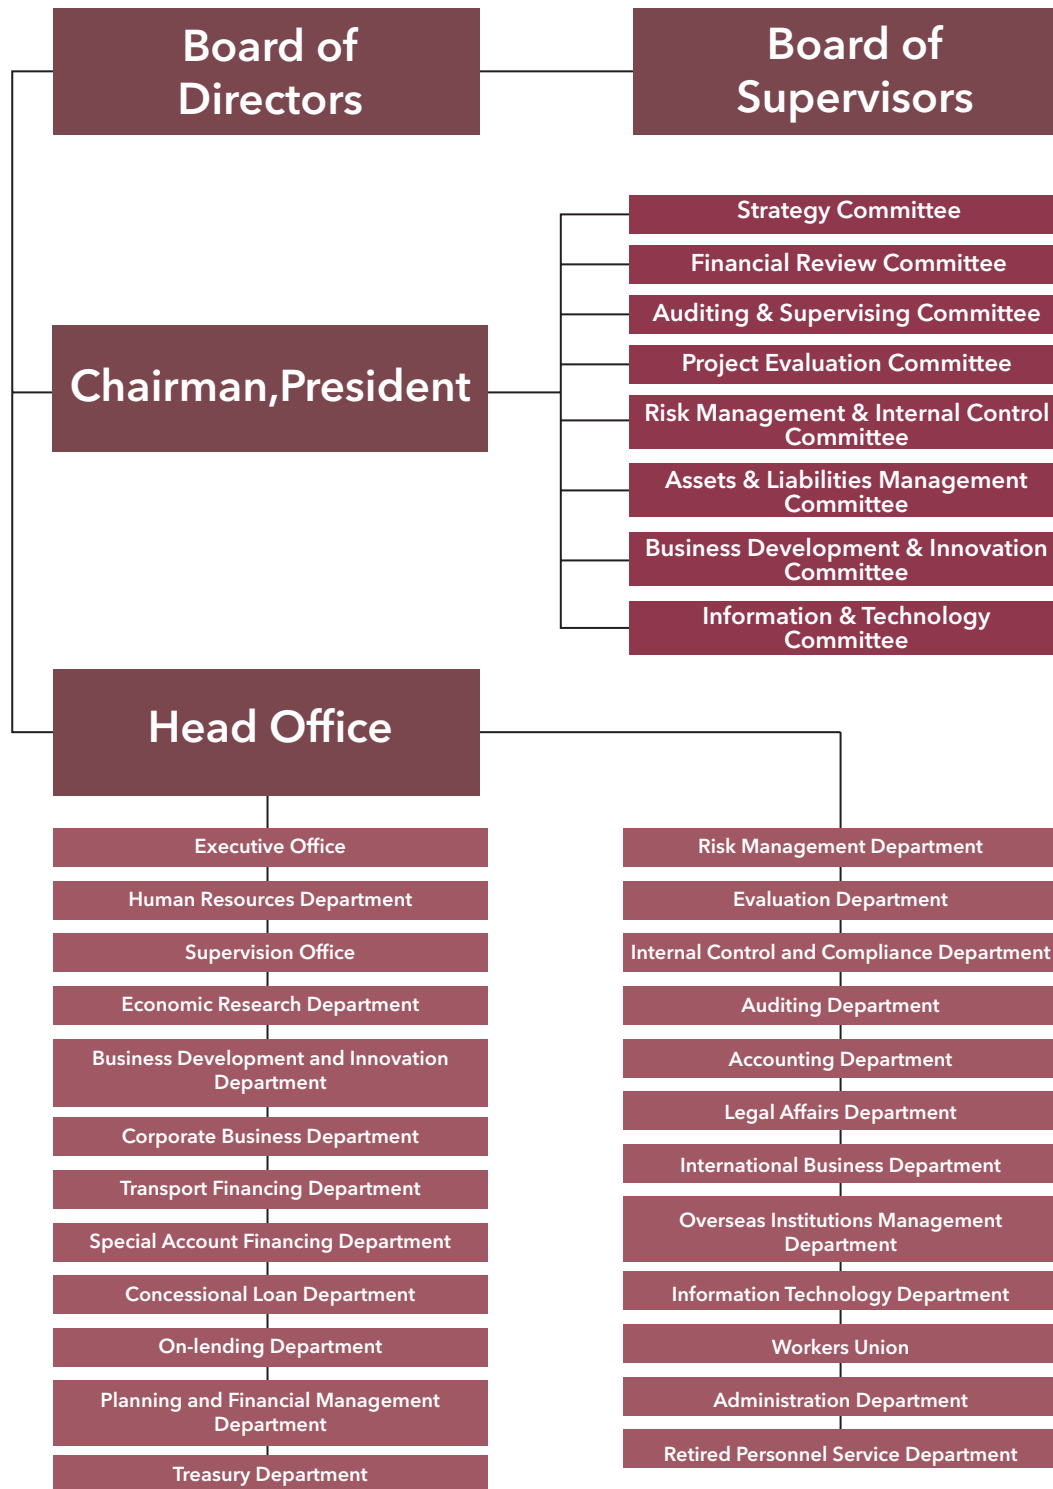 Board of
Directors
Board of
Supervisors
Strategy Committee
Financial Review Committee
Auditing & Supervising Committee
Project Evaluation Committee
Risk Management & Internal Control
Committee
Assets & Liabilities Management
Committee
Business Development & Innovation
Committee
Information & Technology
Committee
Chairman,President
Head Office
Executive Office
Human Resources Department
Supervision Office
Economic Research Department
Business Development and Innovation
Department
Corporate Business Department
Transport Financing Department
Special Account Financing Department
Concessional Loan Department
On-lending Department
Planning and Financial Management
Department
Treasury Department
Risk Management Department
Evaluation Department
Internal Control and Compliance Department
Auditing Department
Accounting Department
Legal Affairs Department
International Business Department
Overseas Institutions Management
Department
Information Technology Department
Workers Union
Administration Department
Retired Personnel Service Department